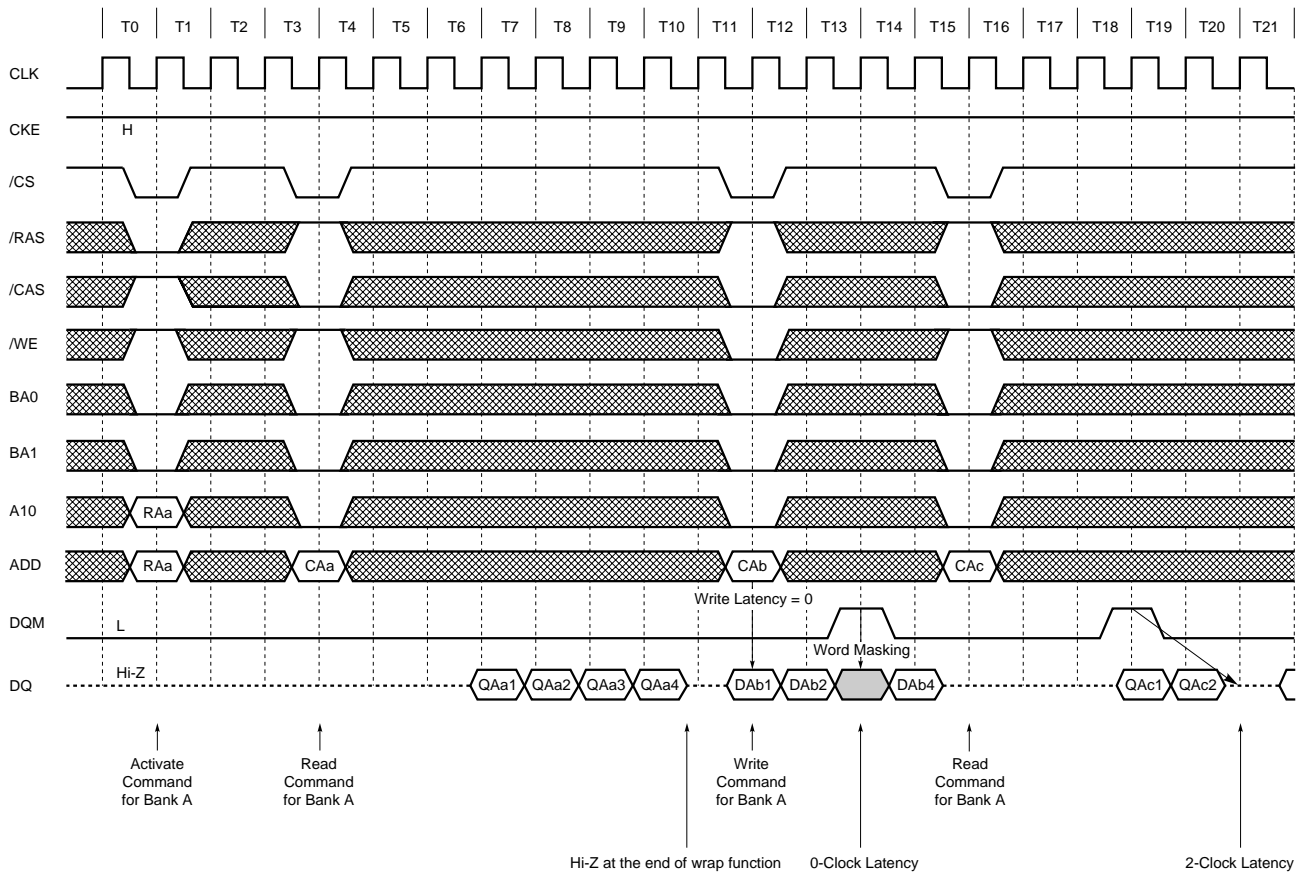 T0 T1 T2 T3 T4 T5 T6 T7 T8 T9 T10 T11 T12 T13 T14 T15 T16 T17 T18 T19 T20 T21
CLK
CKE H
/CS
/RAS
/CAS
/WE
BA0
BA1
A10 RAa
ADD RAa CAa CAb CAc
Write Latency = 0
DQM L
Word Masking
Hi-Z
DQ QAa1 QAa2 QAa3 QAa4 DAb1 DAb2 DAb4 QAc1 QAc2
Activate
Command
for Bank A
Read
Command
for Bank A
Write
Command
for Bank A
Read
Command
for Bank A
Hi-Z at the end of wrap function
0-Clock Latency
2-Clock Latency